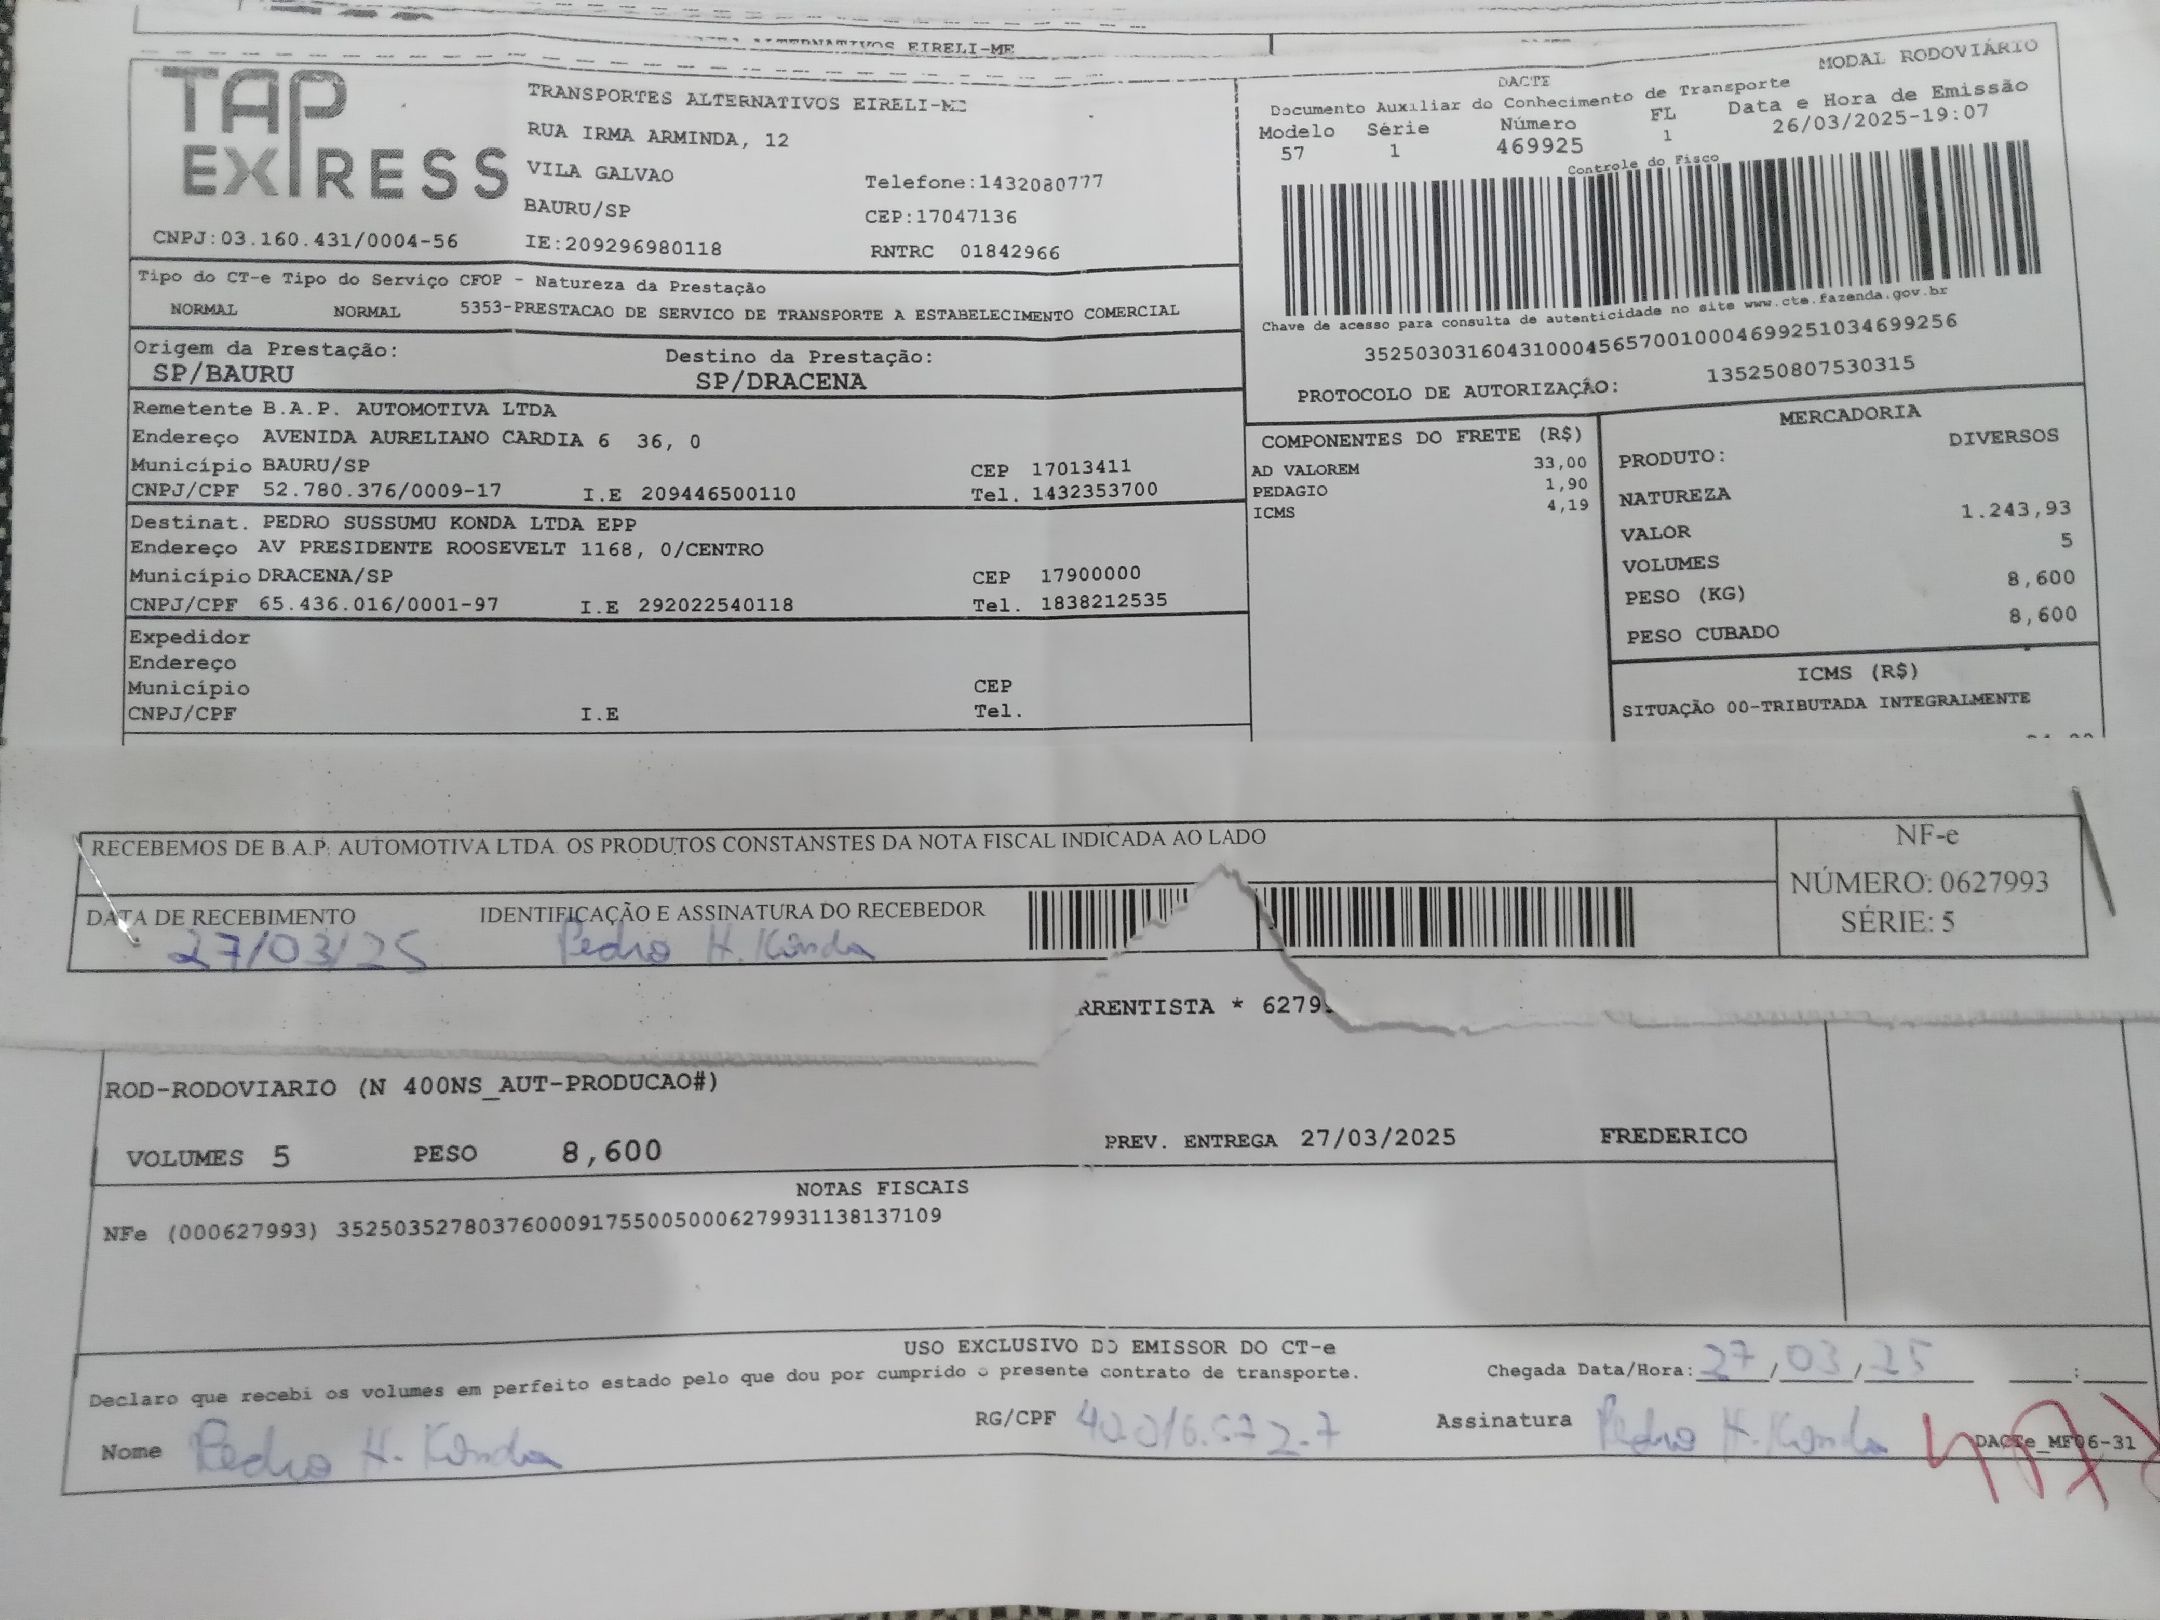 ALTERNATIVOS EIRELI-ME
TAP
EXPRESS
CNPJ:03.160.431/0004-56
TRANSPORTES ALTERNATIVOS EIRELI-ME
RUA IRMA ARMINDA, 12
VILA GALVAO
Telefone:1432080777
BAURU/SP
CEP:17047136
IE:209296980118
RNTRC 01842966
MODAL RODOVIÁRIO
DACTE
Documento Auxiliar do Conhecimento de Transporte
Modelo Série Número FL Data e Hora de Emissão
57 1 469925 1 26/03/2025-19:07
Controle do Fisco
Chave de acesso para consulta de autenticidade no site www.cte.fazenda.gov.br
35250303160431000456570010004699251034699256
PROTOCOLO DE AUTORIZAÇÃO: 135250807530315
Tipo do CT-e Tipo do Serviço CFOP - Natureza da Prestação
NORMAL NORMAL 5353-PRESTACAO DE SERVICO DE TRANSPORTE A ESTABELECIMENTO COMERCIAL
Origem da Prestação: Destino da Prestação:
SP/BAURU SP/DRACENA
Remetente B.A.P. AUTOMOTIVA LTDA
Endereço AVENIDA AURELIANO CARDIA 6 36, 0
Município BAURU/SP CEP 17013411
CNPJ/CPF 52.780.376/0009-17 I.E 209446500110 Tel. 1432353700
Destinat. PEDRO SUSSUMU KONDA LTDA EPP
Endereço AV PRESIDENTE ROOSEVELT 1168, 0/CENTRO
Município DRACENA/SP CEP 17900000
CNPJ/CPF 65.436.016/0001-97 I.E 292022540118 Tel. 1838212535
Expedidor
Endereço
Município CEP
CNPJ/CPF I.E Tel.
COMPONENTES DO FRETE (R$)
AD VALOREM 33,00
PEDAGIO 1,90
ICMS 4,19
MERCADORIA
PRODUTO: DIVERSOS
NATUREZA
VALOR 1.243,93
VOLUMES 5
PESO (KG) 8,600
PESO CUBADO 8,600
ICMS (R$)
SITUAÇÃO 00-TRIBUTADA INTEGRALMENTE
RECEBEMOS DE B.A.P. AUTOMOTIVA LTDA OS PRODUTOS CONSTANSTES DA NOTA FISCAL INDICADA AO LADO
DATA DE RECEBIMENTO IDENTIFICAÇÃO E ASSINATURA DO RECEBEDOR
27/03/25 Pedro H. Konda
NF-e
NÚMERO: 0627993
SÉRIE: 5
RRENTISTA * 6279
ROD-RODOVIARIO (N 400NS_AUT-PRODUCAO#)
VOLUMES 5 PESO 8,600 PREV. ENTREGA 27/03/2025 FREDERICO
NOTAS FISCAIS
NFe (000627993) 35250352780376000917550050006279931138137109
USO EXCLUSIVO DO EMISSOR DO CT-e
Declaro que recebi os volumes em perfeito estado pelo que dou por cumprido o presente contrato de transporte. Chegada Data/Hora: 27/03/25 :
Nome Pedro H. Konda RG/CPF 40.016.572-7 Assinatura Pedro H. Konda
DACTe_MF06-31